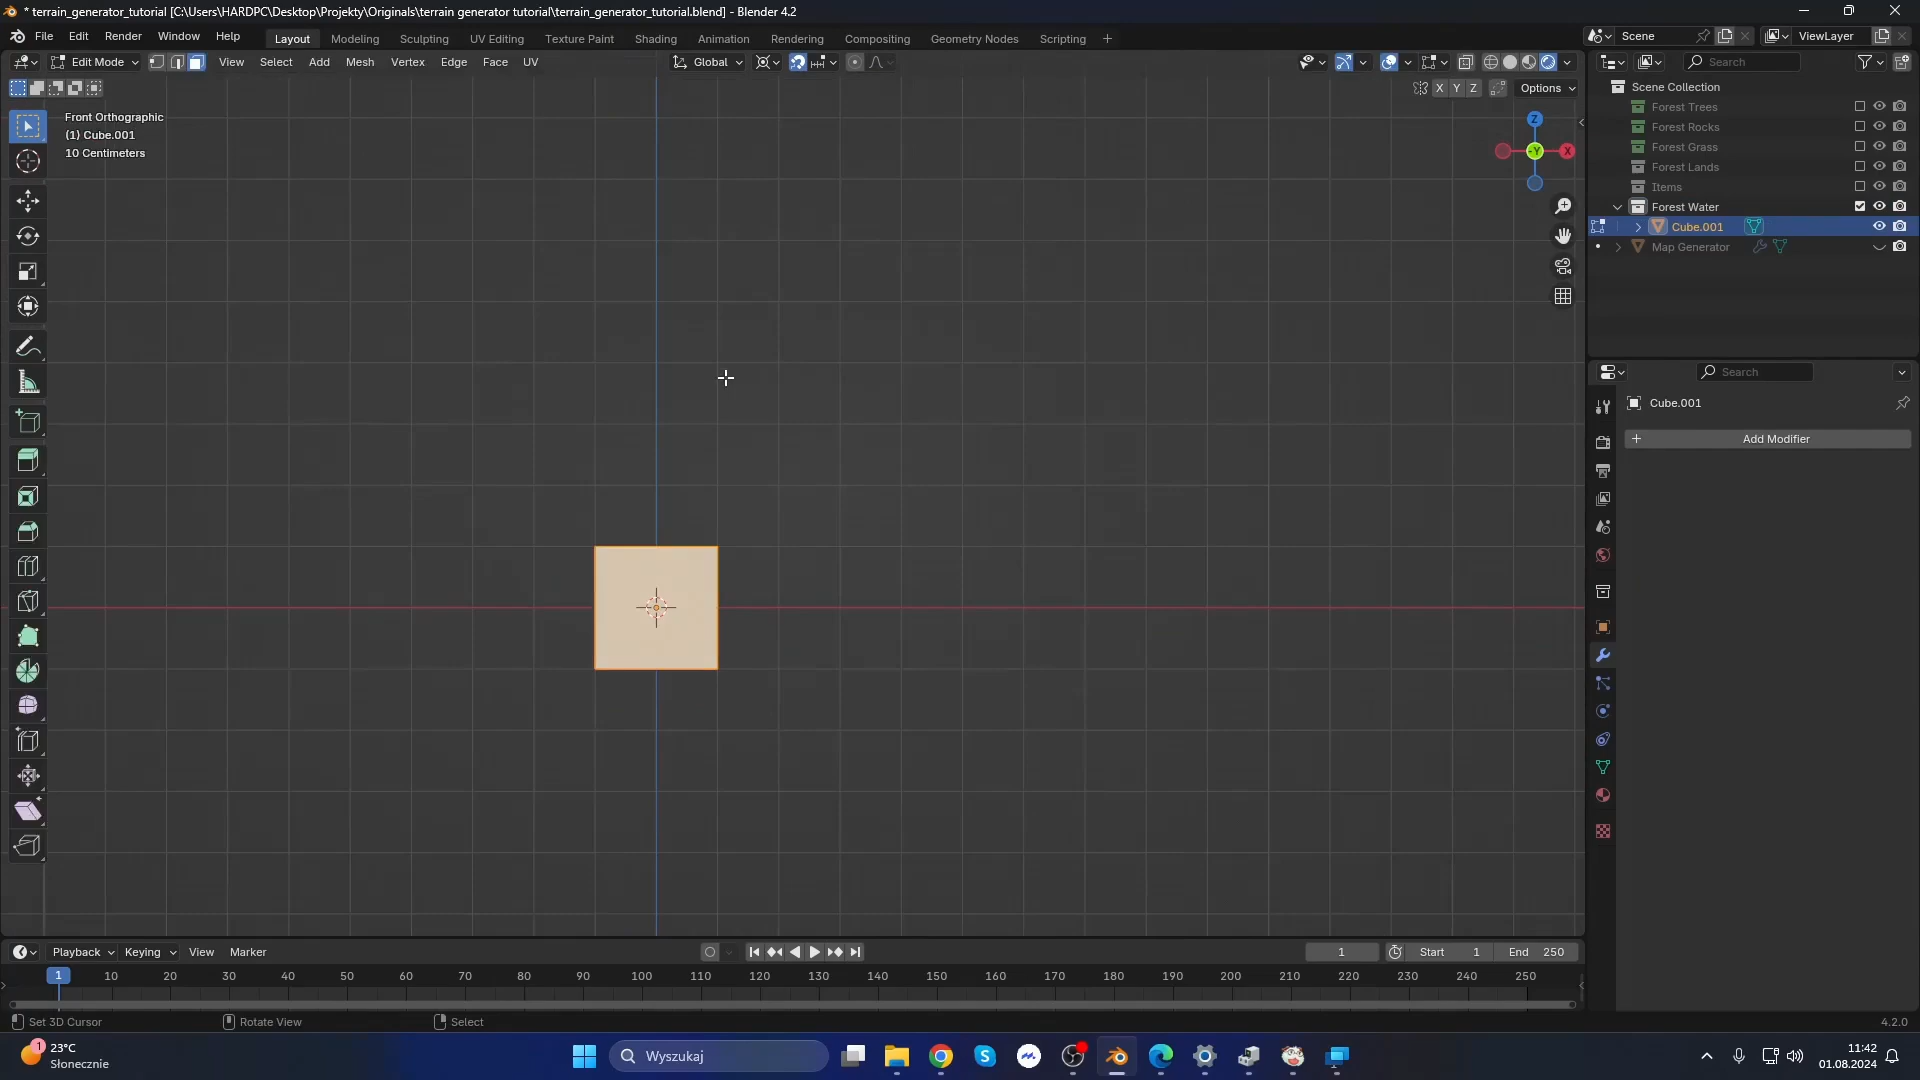 * terrain_generator_tutorial [C:\Users\HARDPC\Desktop\Projekty\Originals\terrain generator tutorial\terrain_generator_tutorial.blend] - Blender 4.2
File Edit Render Window Help Layout Modeling Sculpting UV Editing Texture Paint Shading Animation Rendering Compositing Geometry Nodes Scripting + Scene ViewLayer
Edit Mode View Select Add Mesh Vertex Edge Face UV Global Search
X Y Z Options
Scene Collection
Forest Trees
Forest Rocks
Forest Grass
Forest Lands
Items
Forest Water
Cube.001
Map Generator
Front Orthographic
(1) Cube.001
10 Centimeters
Z
-Y X
Search
Cube.001
+ Add Modifier
Playback Keying View Marker 1 Start 1 End 250
1 10 20 30 40 50 60 70 80 90 100 110 120 130 140 150 160 170 180 190 200 210 220 230 240 250
Set 3D Cursor Rotate View Select 4.2.0
1 23°C
Słonecznie
Wyszukaj
11:42
01.08.2024